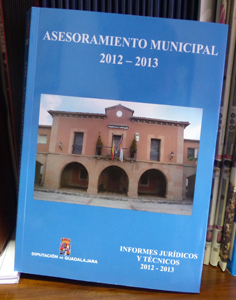 ASESORAMIENTO MUNICIPAL
2012 – 2013
DIPUTACIÓN DE GUADALAJARA
INFORMES JURÍDICOS
Y TÉCNICOS
2012 - 2013